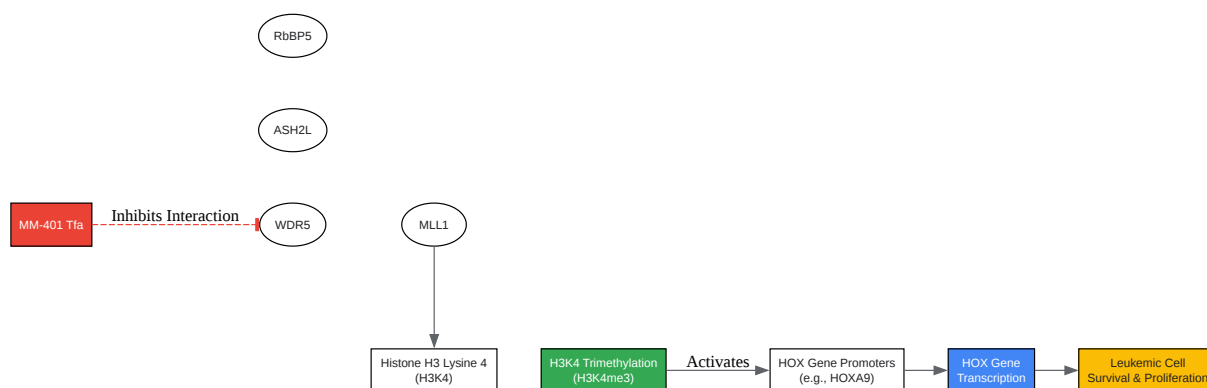 RbBP5
ASH2L
MM-401 Tfa
Inhibits Interaction
WDR5
MLL1
Histone H3 Lysine 4
(H3K4)
H3K4 Trimethylation
(H3K4me3)
Activates
HOX Gene Promoters
(e.g., HOXA9)
HOX Gene
Transcription
Leukemic Cell
Survival & Proliferation